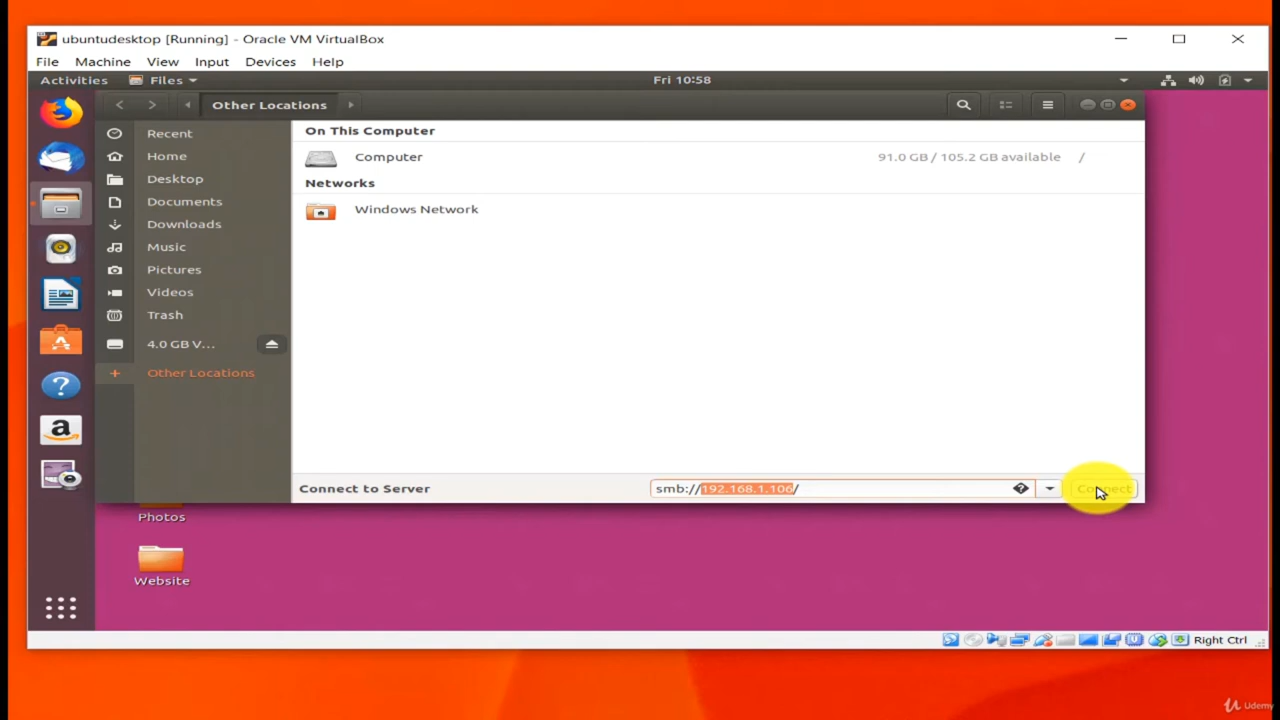 ubuntudesktop [Running] - Oracle VM VirtualBox
File Machine View Input Devices Help
Activities Files Fri 10:58
Other Locations
Recent
Home
Desktop
Documents
Downloads
Music
Pictures
Videos
Trash
4.0 GB V...
Other Locations
On This Computer
Computer 91.0 GB / 105.2 GB available /
Networks
Windows Network
Connect to Server smb://192.168.1.106/ Connect
Photos
Website
Right Ctrl
Udemy